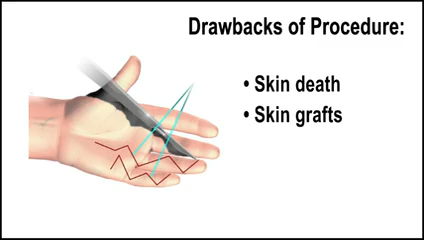 Drawbacks of Procedure:
• Skin death
• Skin grafts